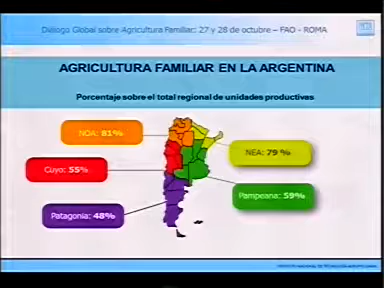 Diálogo Global sobre Agricultura Familiar: 27 y 28 de octubre – FAO - ROMA
AGRICULTURA FAMILIAR EN LA ARGENTINA
Porcentaje sobre el total regional de unidades productivas
NOA: 81%
NEA: 79 %
Cuyo: 55%
Pampeana: 59%
Patagonia: 48%